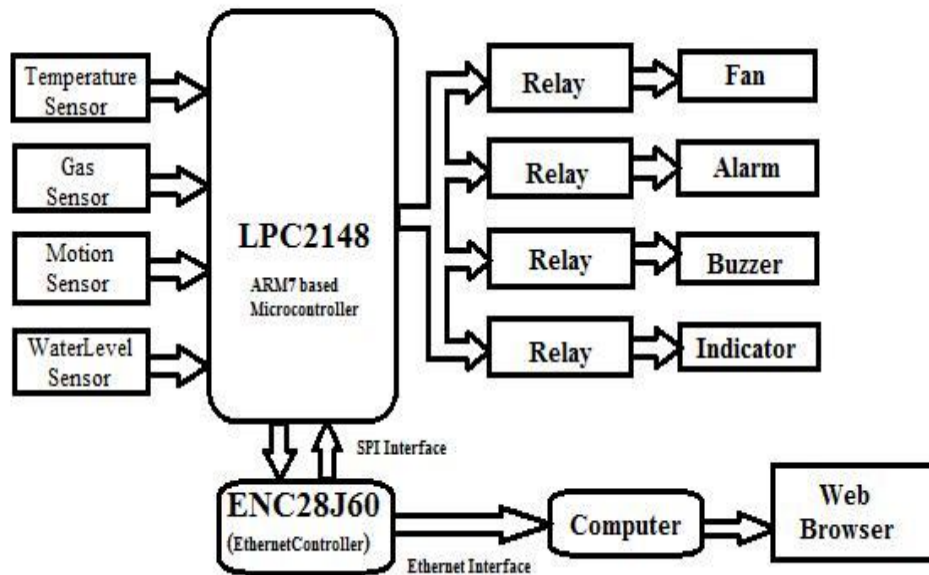 Temperature
Sensor
Gas
Sensor
Motion
Sensor
WaterLevel
Sensor
LPC2148
ARM7 based
Microcontroller
Relay
Fan
Relay
Alarm
Relay
Buzzer
Relay
Indicator
SPI Interface
ENC28J60
(EthernetController)
Ethernet Interface
Computer
Web
Browser